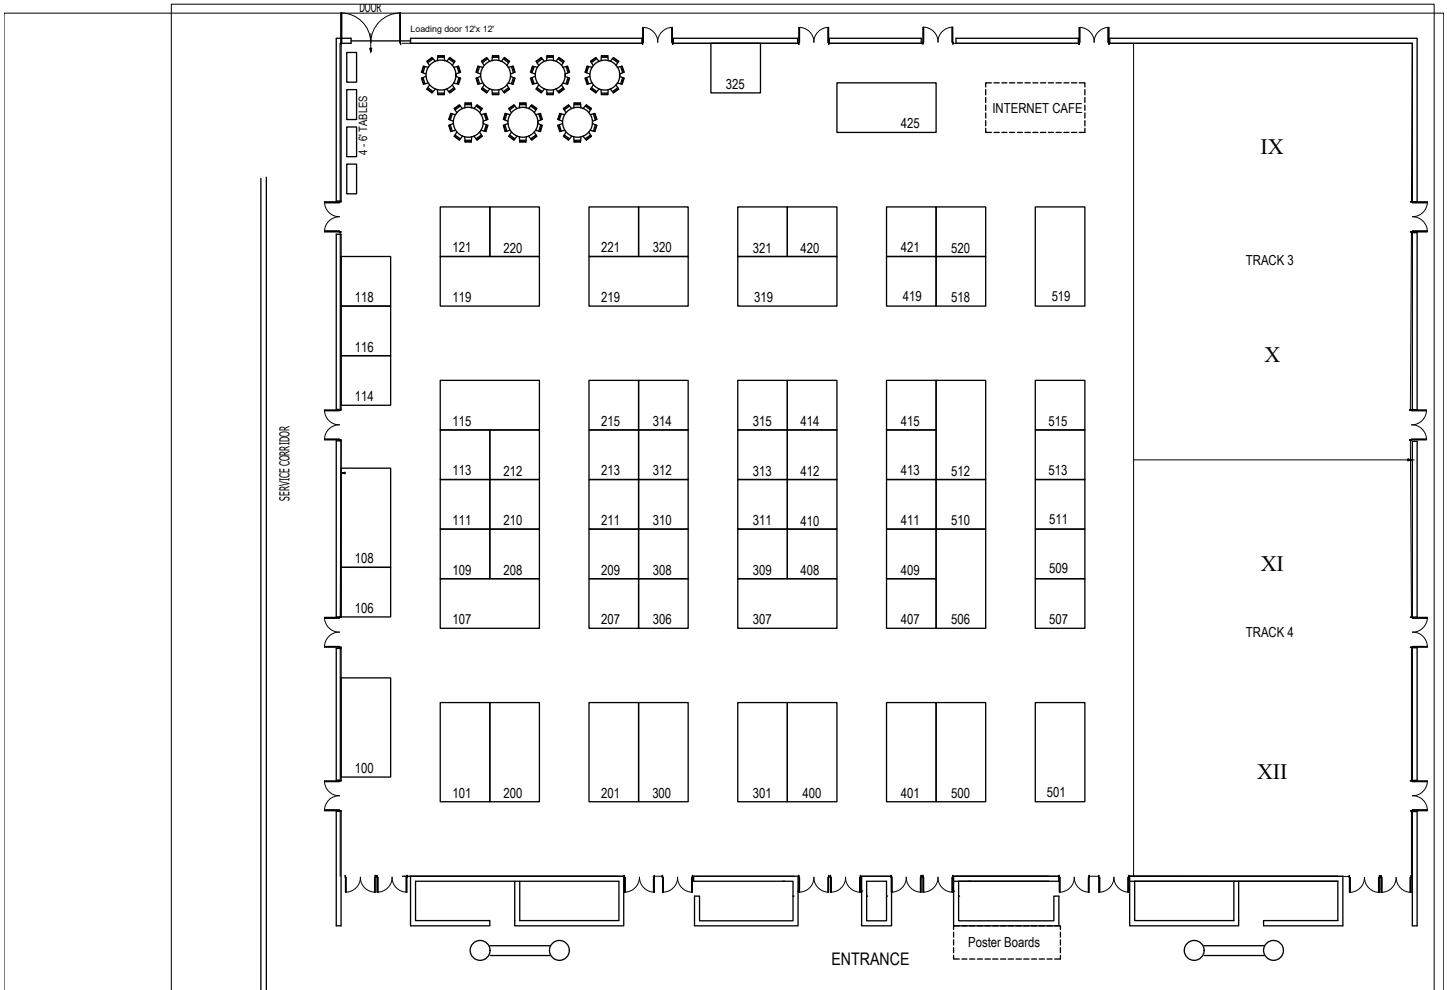 DOOR
Loading door 12'x 12'
325
425
INTERNET CAFE
4 - 6' TABLES
IX
121 220 221 320 321 420 421 520
TRACK 3
118 119 219 319 419 518 519
116
X
114
115 215 314 315 414 415 515
SERVICE CORRIDOR
113 212 213 312 313 412 413 512 513
111 210 211 310 311 410 411 510 511
108
XI
109 208 209 308 309 408 409 509
106
107 207 306 307 407 506 507
TRACK 4
100
XII
101 200 201 300 301 400 401 500 501
Poster Boards
ENTRANCE